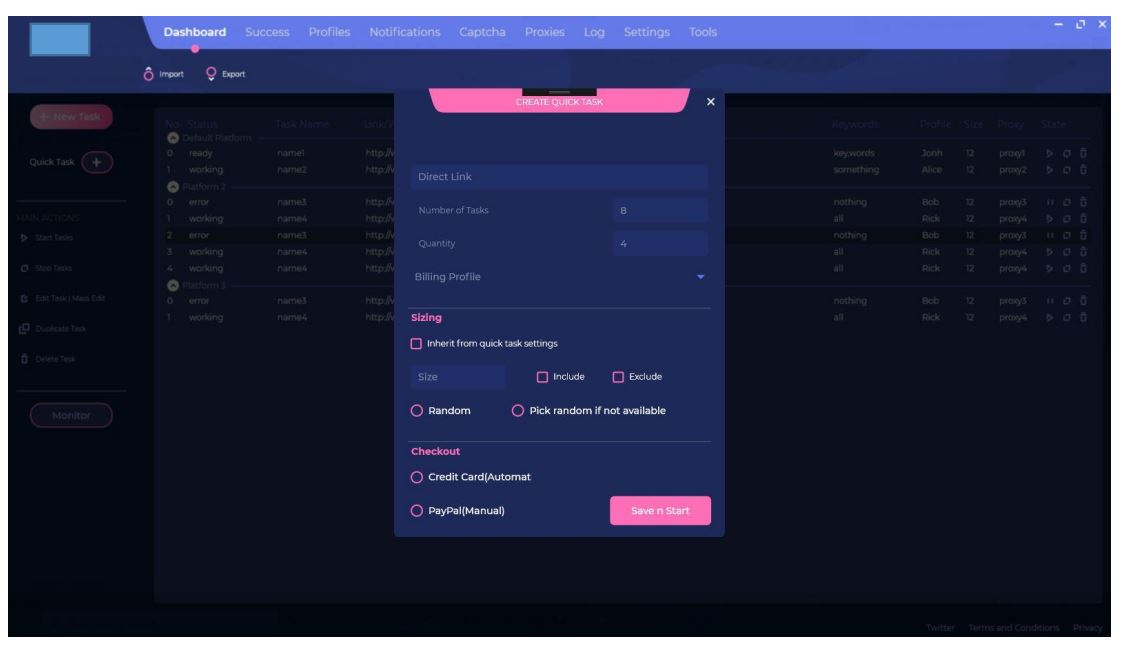 Dashboard Success Profiles Notifications Captcha Proxies Log Settings Tools
Import Export
CREATE QUICK TASK
+ New Task
No Status Task Name Link/ Keywords Profile Size Proxy State
Default Platform
0 ready name1 http:// key,words Jonh 12 proxy1
Quick Task +
1 working name2 http:// something Alice 12 proxy2
Direct Link
Platform 2
0 error name3 http:// nothing Bob 12 proxy3
Number of Tasks 8
MAIN ACTIONS
1 working name4 http:// all Rick 12 proxy4
Start Tasks
2 error name3 http:// nothing Bob 12 proxy3
Quantity 4
3 working name4 http:// all Rick 12 proxy4
Stop Tasks
4 working name4 http:// all Rick 12 proxy4
Billing Profile
Platform 3
Edit Task | Mass Edit
0 error name3 http:// nothing Bob 12 proxy3
Sizing
1 working name4 http:// all Rick 12 proxy4
Duplicate Task
Inherit from quick task settings
Delete Task
Size Include Exclude
Monitor
Random Pick random if not available
Checkout
Credit Card(Automat
PayPal(Manual) Save n Start
Twitter Terms and Conditions Privacy